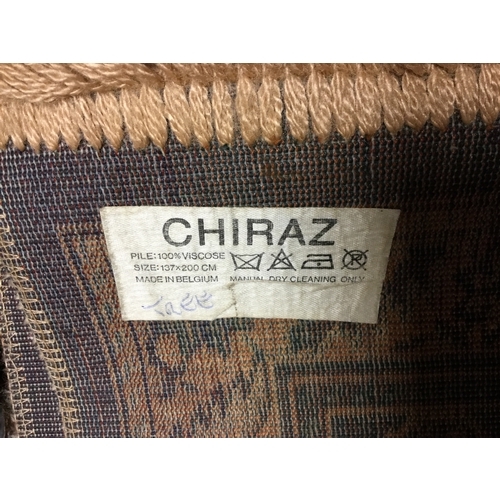 CHIRAZ
PILE: 100% VISCOSE
SIZE: 137×200 CM
MADE IN BELGIUM MANUAL DRY CLEANING ONLY